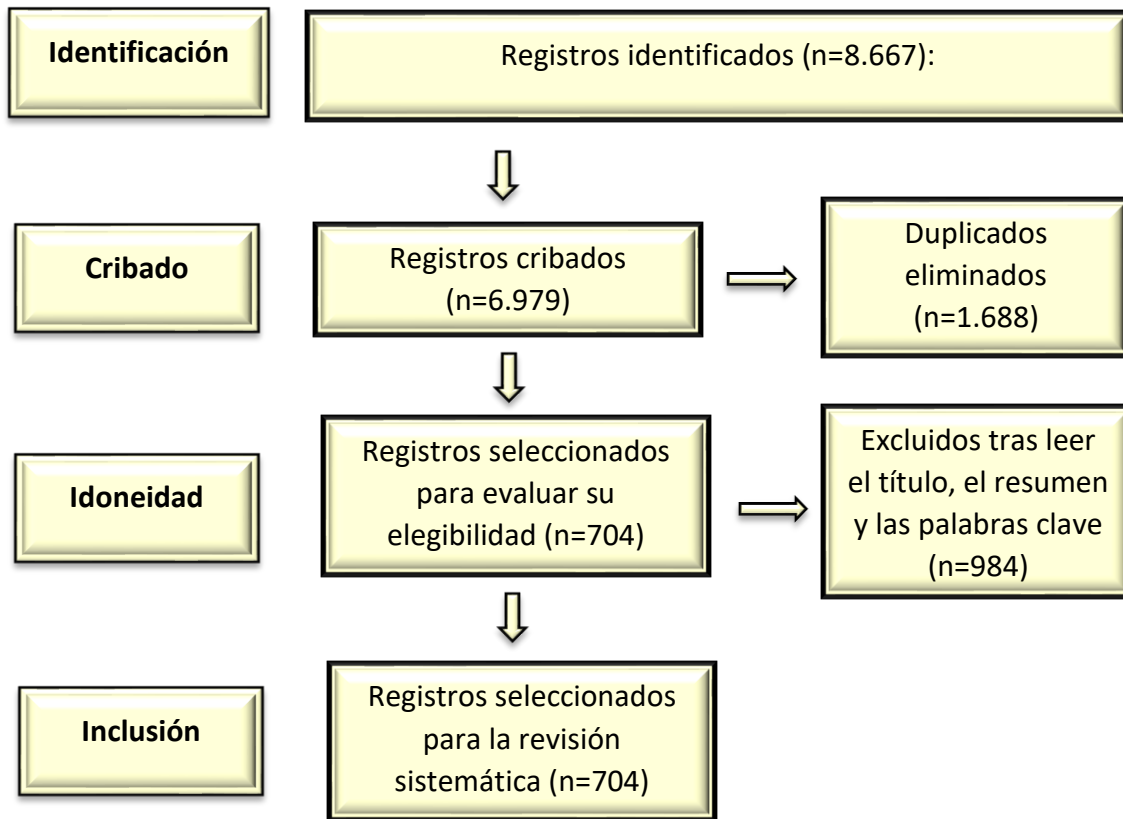 Identificación
Registros identificados (n=8.667):
Cribado
Registros cribados
(n=6.979)
Duplicados
eliminados
(n=1.688)
Idoneidad
Registros seleccionados
para evaluar su
elegibilidad (n=704)
Excluidos tras leer
el título, el resumen
y las palabras clave
(n=984)
Inclusión
Registros seleccionados
para la revisión
sistemática (n=704)